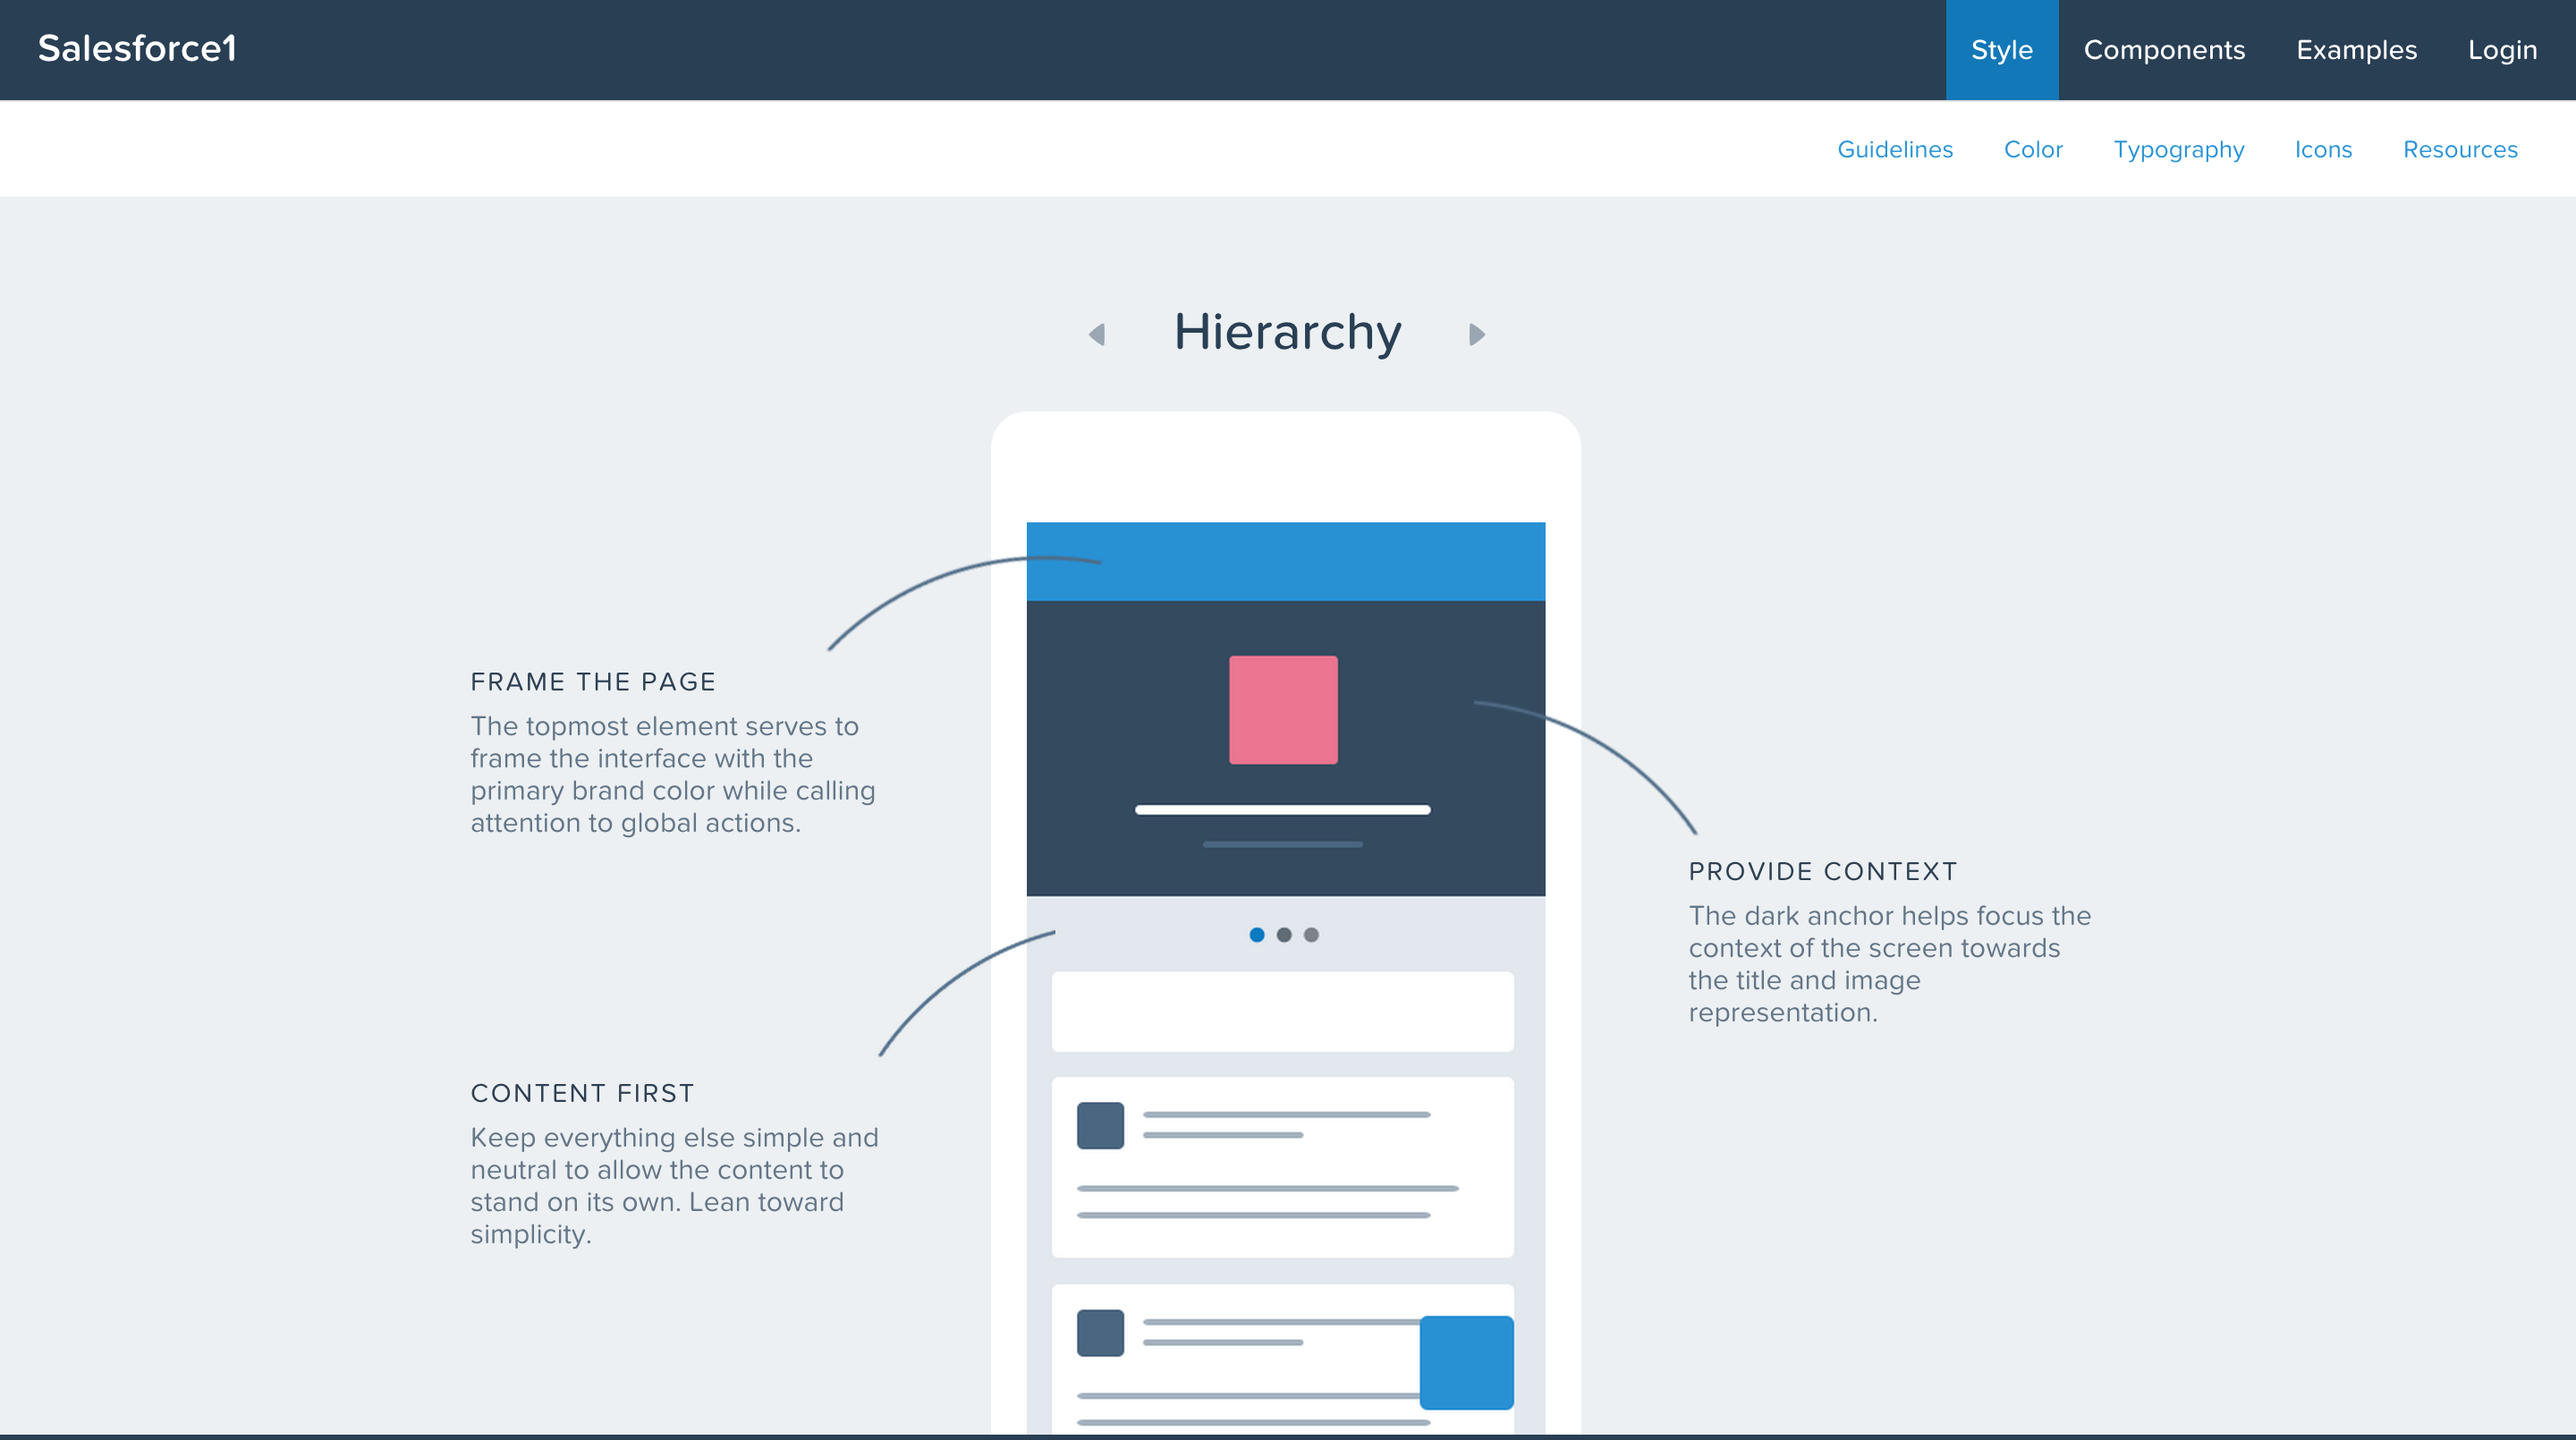 Salesforce1
Style
Components
Examples
Login
Guidelines
Color
Typography
Icons
Resources
Hierarchy
FRAME THE PAGE
The topmost element serves to
frame the interface with the
primary brand color while calling
attention to global actions.
PROVIDE CONTEXT
The dark anchor helps focus the
context of the screen towards
the title and image
representation.
CONTENT FIRST
Keep everything else simple and
neutral to allow the content to
stand on its own. Lean toward
simplicity.